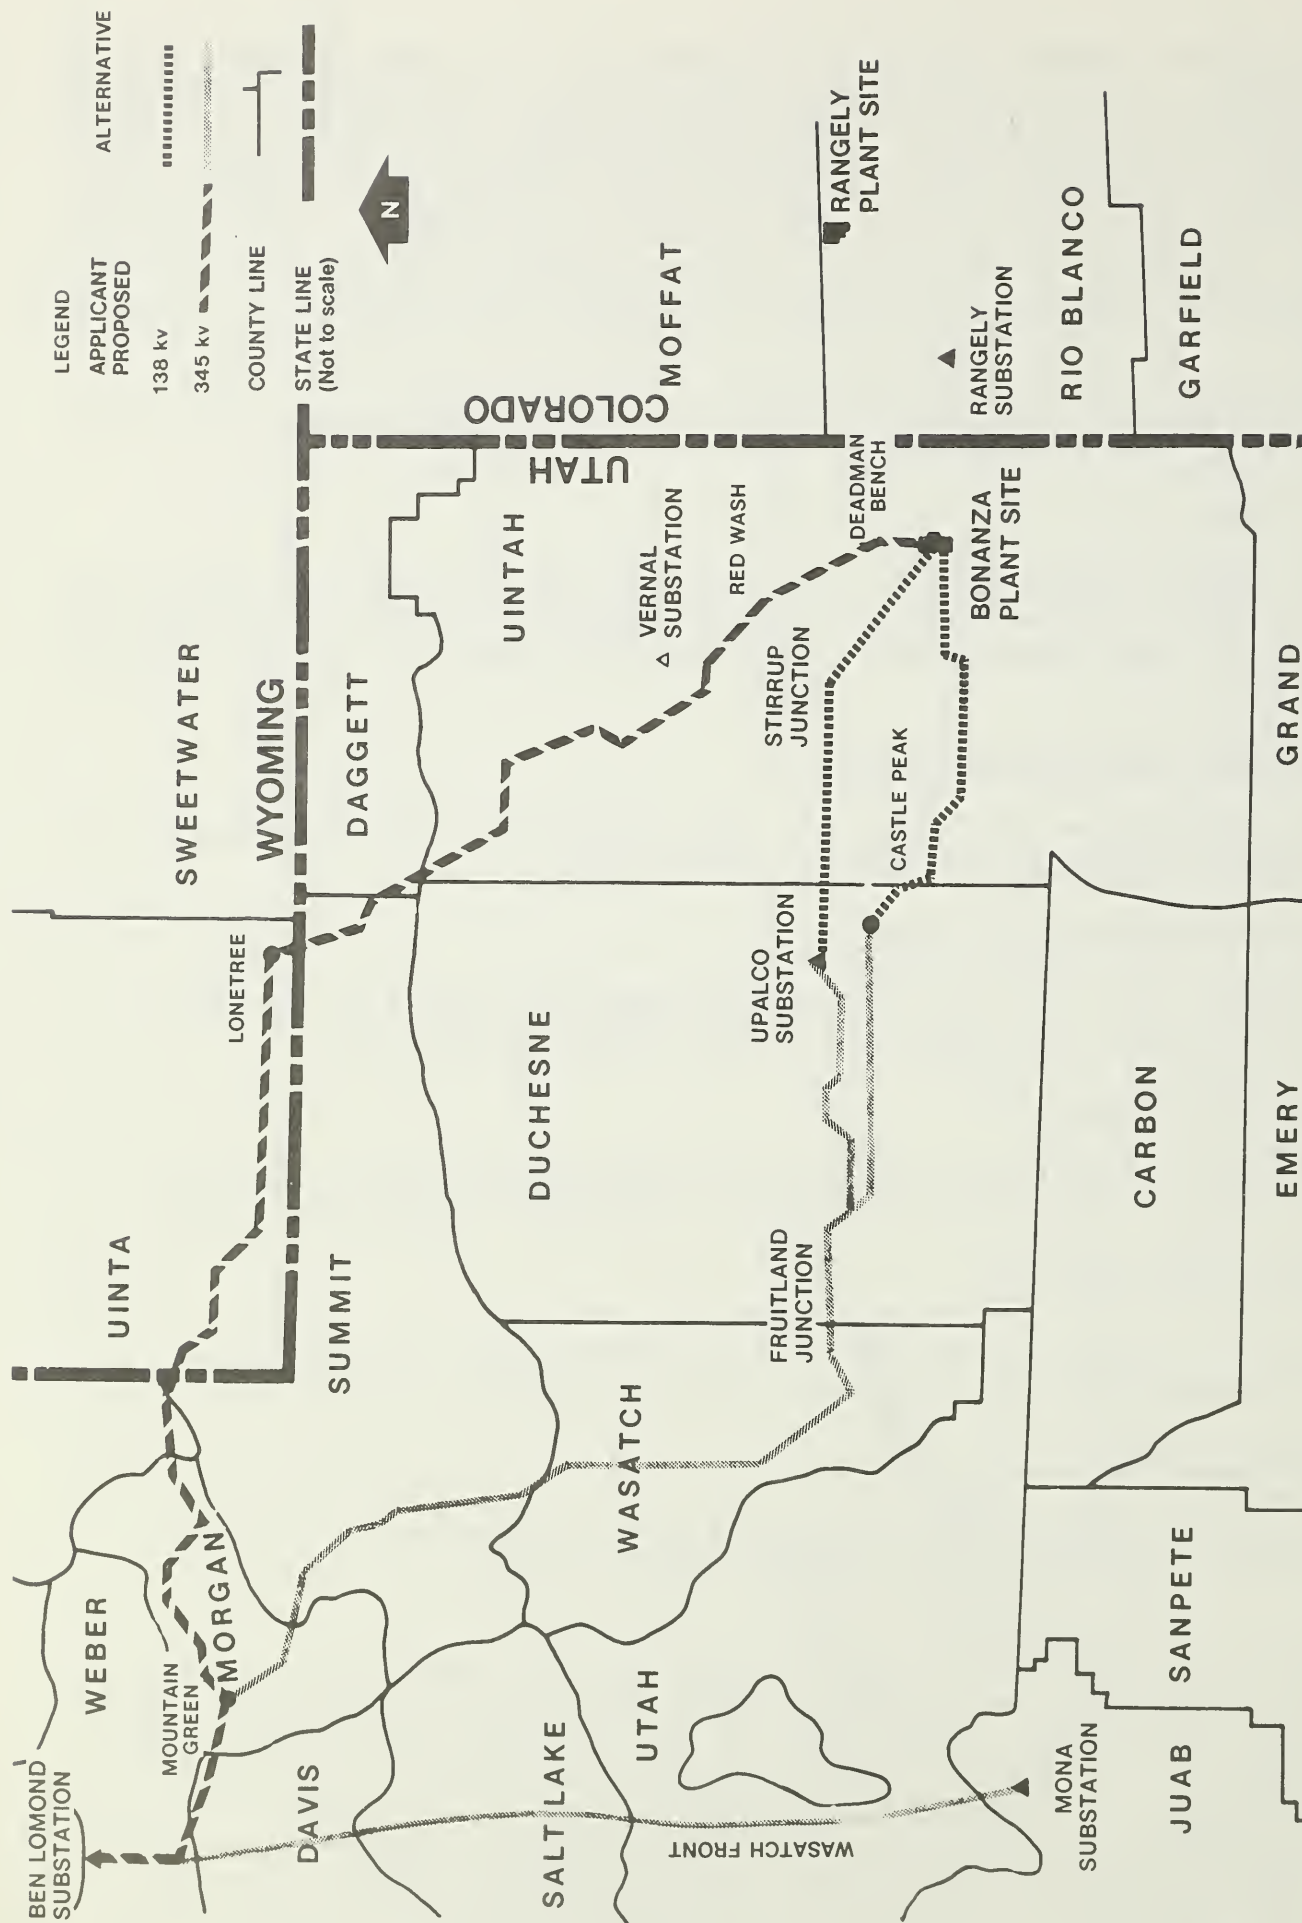 LEGEND
APPLICANT
PROPOSED
ALTERNATIVE
138 kv
345 kv
COUNTY LINE
STATE LINE
(Not to scale)
N
BEN LOMOND
SUBSTATION
WEBER
MOUNTAIN
GREEN
MORGAN
DAVIS
SALT LAKE
UTAH
WASATCH FRONT
MONA
SUBSTATION
JUAB
SANPETE
UINTA
SUMMIT
WASATCH
FRUITLAND
JUNCTION
LONETREE
DUCHESNE
UPALCO
SUBSTATION
CARBON
EMERY
SWEETWATER
WYOMING
DAGGETT
UINTAH
VERNAL
SUBSTATION
RED WASH
STIRRUP
JUNCTION
CASTLE PEAK
DEADMAN
BENCH
BONANZA
PLANT SITE
GRAND
UTAH
COLORADO
MOFFAT
RANGELY
PLANT SITE
RANGELY
SUBSTATION
RIO BLANCO
GARFIELD